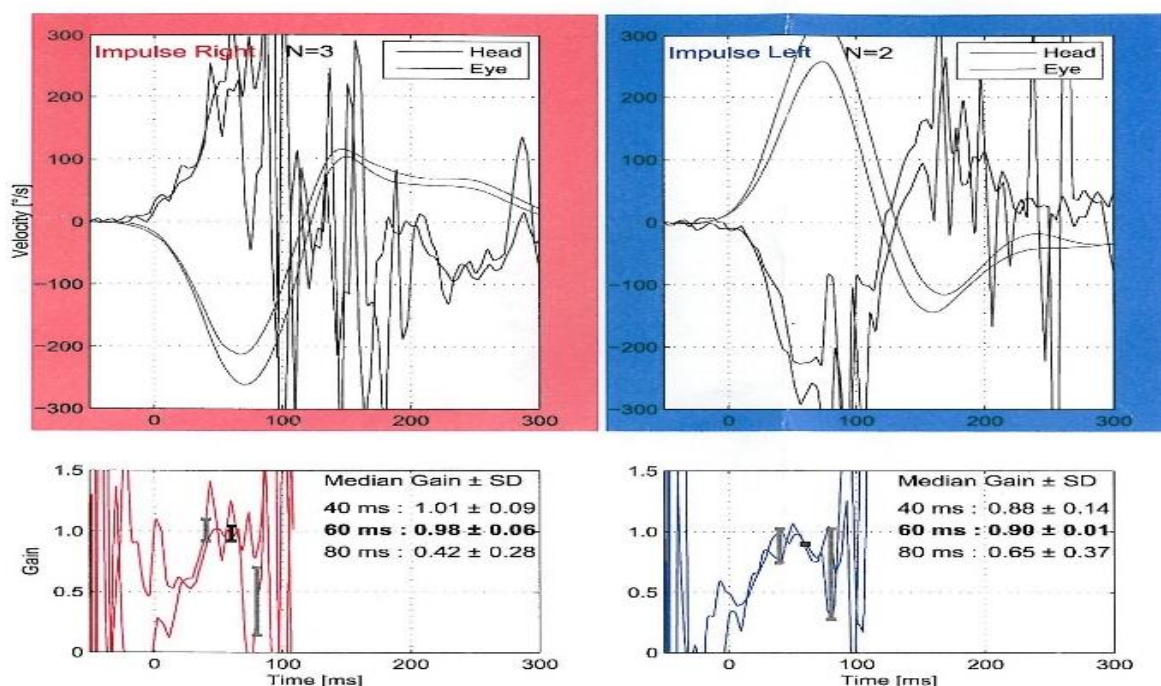 Impulse Right N=3
Head
Eye
Velocity [°/s]
300
200
100
0
−100
−200
−300
0 100 200 300
Impulse Left N=2
Head
Eye
300
200
100
0
−100
−200
−300
0 100 200 300
Gain
1.5
1.0
0.5
0
Median Gain ± SD
40 ms : 1.01 ± 0.09
60 ms : 0.98 ± 0.06
80 ms : 0.42 ± 0.28
0 100 200 300
Time [ms]
1.5
1.0
0.5
0
Median Gain ± SD
40 ms : 0.88 ± 0.14
60 ms : 0.90 ± 0.01
80 ms : 0.65 ± 0.37
0 100 200 300
Time [ms]